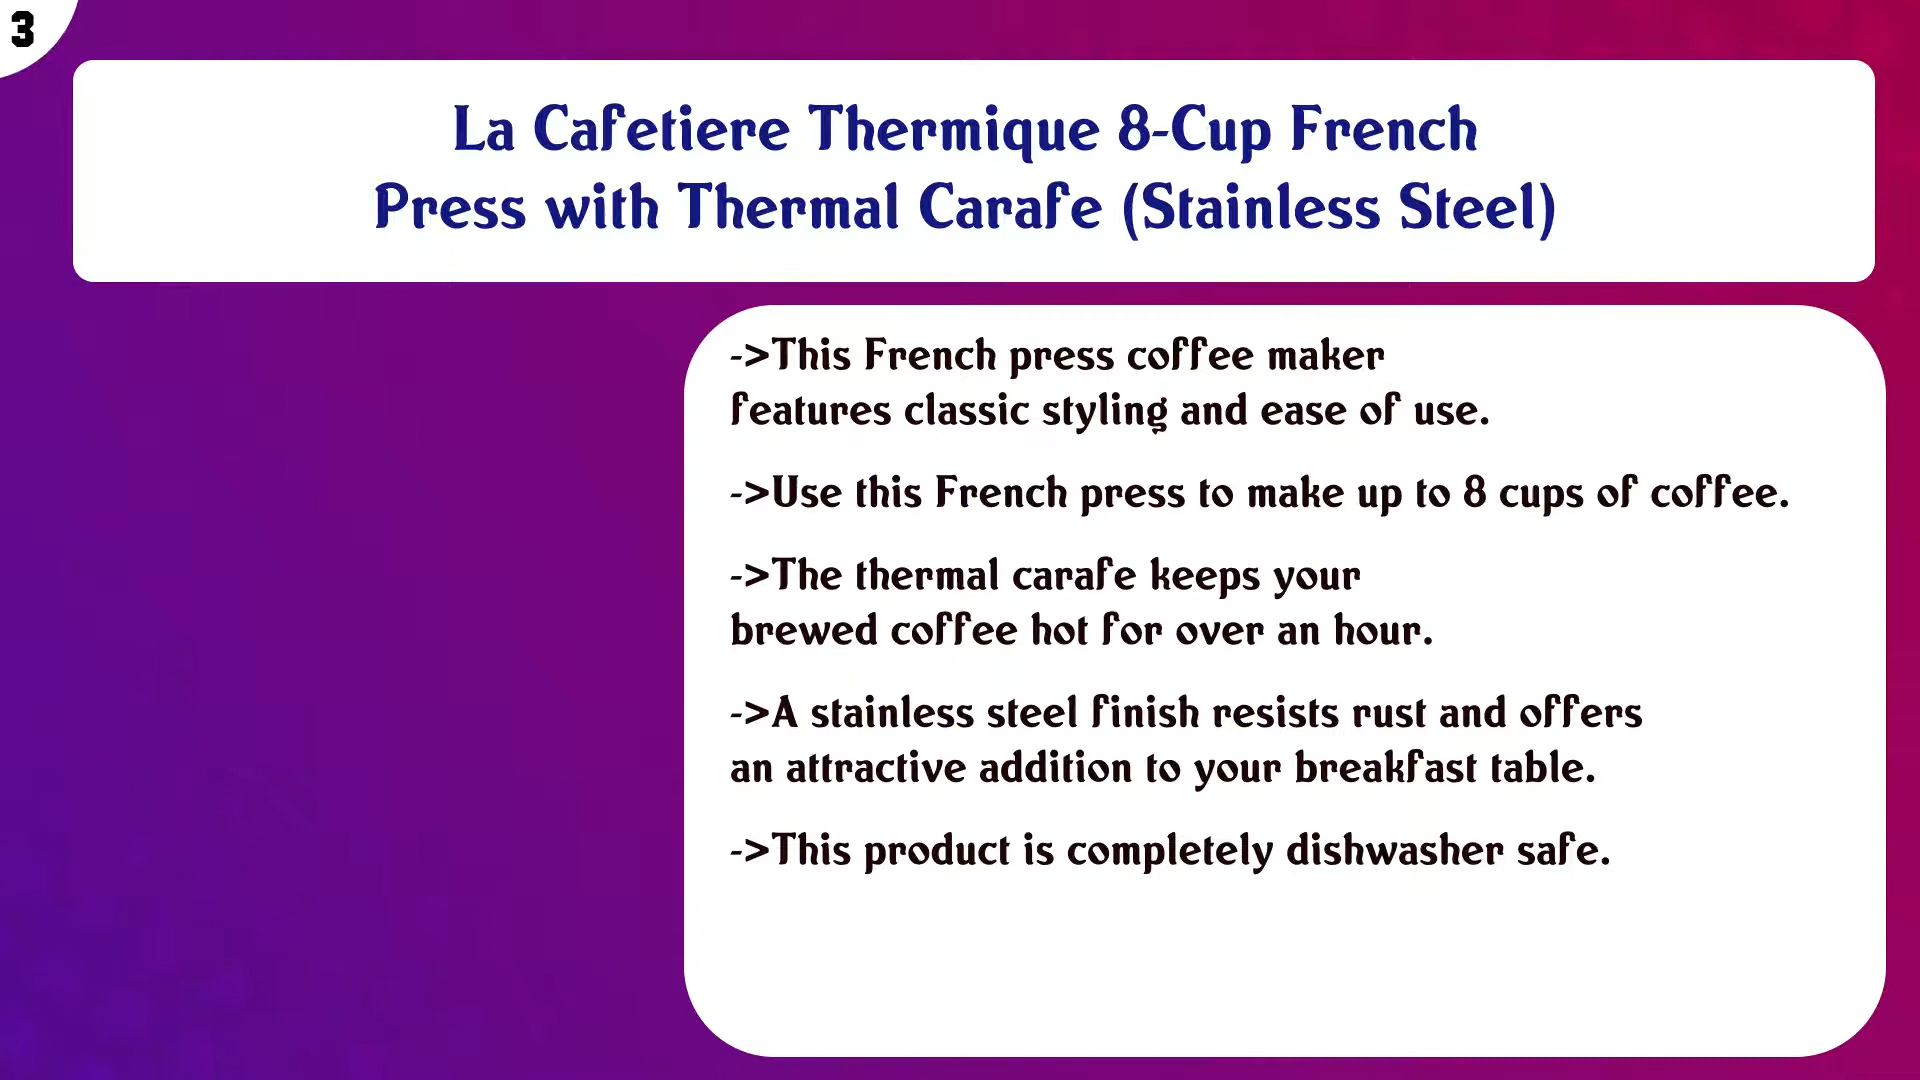 3
La Cafetiere Thermique 8-Cup French
Press with Thermal Carafe (Stainless Steel)
->This French press coffee maker
features classic styling and ease of use.
->Use this French press to make up to 8 cups of coffee.
->The thermal carafe keeps your
brewed coffee hot for over an hour.
->A stainless steel finish resists rust and offers
an attractive addition to your breakfast table.
->This product is completely dishwasher safe.